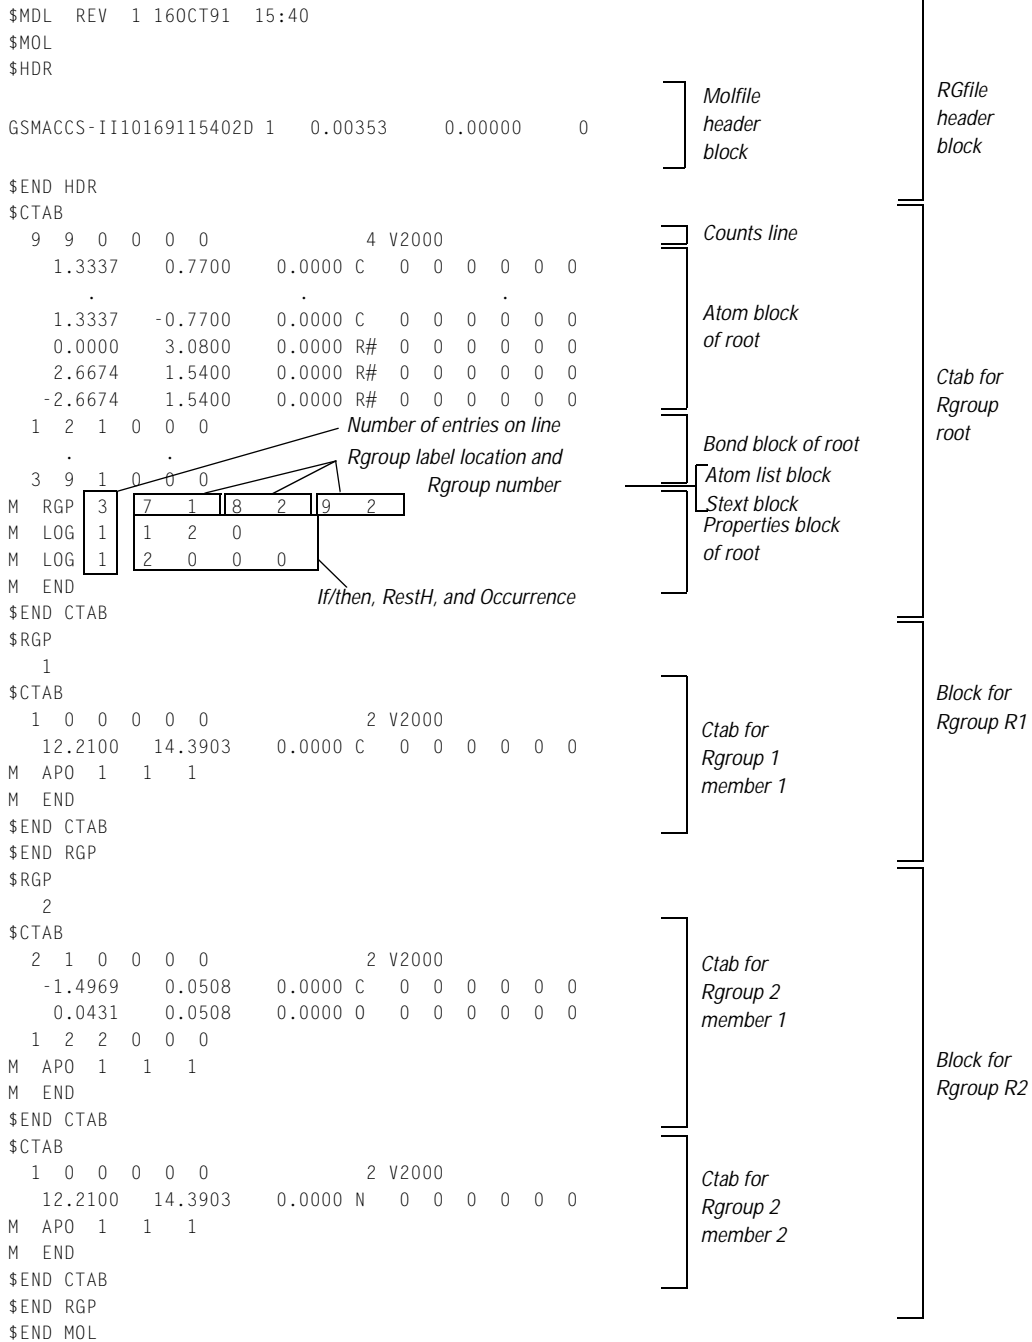 $MDL  REV  1 16OCT91  15:40
$MOL
$HDR
Molfile header block
RGfile header block
GSMACCS-II10169115402D 1   0.00353     0.00000     0
$END HDR
$CTAB
  9  9  0  0  0  0              4 V2000
Counts line
    1.3337    0.7700    0.0000 C   0  0  0  0  0  0
       .                  .                  .
    1.3337   -0.7700    0.0000 C   0  0  0  0  0  0
    0.0000    3.0800    0.0000 R#  0  0  0  0  0  0
    2.6674    1.5400    0.0000 R#  0  0  0  0  0  0
   -2.6674    1.5400    0.0000 R#  0  0  0  0  0  0
Atom block of root
Ctab for Rgroup root
  1  2  1  0  0  0
Number of entries on line
     .        .
Rgroup label location and Rgroup number
  3  9  1  0  0  0
Bond block of root
Atom list block
Stext block
M  RGP  3   7   1   8   2   9   2
M  LOG  1   1   2   0
M  LOG  1   2   0   0   0
M  END
Properties block of root
If/then, RestH, and Occurrence
$END CTAB
$RGP
   1
$CTAB
  1  0  0  0  0  0              2 V2000
   12.2100   14.3903    0.0000 C   0  0  0  0  0  0
M  APO  1   1   1
M  END
$END CTAB
$END RGP
Ctab for Rgroup 1 member 1
Block for Rgroup R1
$RGP
   2
$CTAB
  2  1  0  0  0  0              2 V2000
   -1.4969    0.0508    0.0000 C   0  0  0  0  0  0
    0.0431    0.0508    0.0000 O   0  0  0  0  0  0
  1  2  2  0  0  0
M  APO  1   1   1
M  END
$END CTAB
Ctab for Rgroup 2 member 1
Block for Rgroup R2
$CTAB
  1  0  0  0  0  0              2 V2000
   12.2100   14.3903    0.0000 N   0  0  0  0  0  0
M  APO  1   1   1
M  END
$END CTAB
Ctab for Rgroup 2 member 2
$END RGP
$END MOL